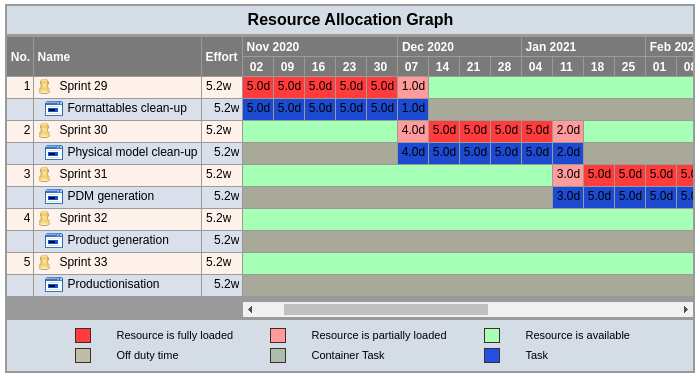 Resource Allocation Graph
No. Name Effort Nov 2020 Dec 2020 Jan 2021 Feb 202
02 09 16 23 30 07 14 21 28 04 11 18 25 01 08
1 Sprint 29 5.2w 5.0d 5.0d 5.0d 5.0d 5.0d 1.0d
Formattables clean-up 5.2w 5.0d 5.0d 5.0d 5.0d 5.0d 1.0d
2 Sprint 30 5.2w 4.0d 5.0d 5.0d 5.0d 5.0d 2.0d
Physical model clean-up 5.2w 4.0d 5.0d 5.0d 5.0d 5.0d 2.0d
3 Sprint 31 5.2w 3.0d 5.0d 5.0d 5.0d 5.0
PDM generation 5.2w 3.0d 5.0d 5.0d 5.0d 5.0
4 Sprint 32 5.2w
Product generation 5.2w
5 Sprint 33 5.2w
Productionisation 5.2w
Resource is fully loaded Resource is partially loaded Resource is available
Off duty time Container Task Task